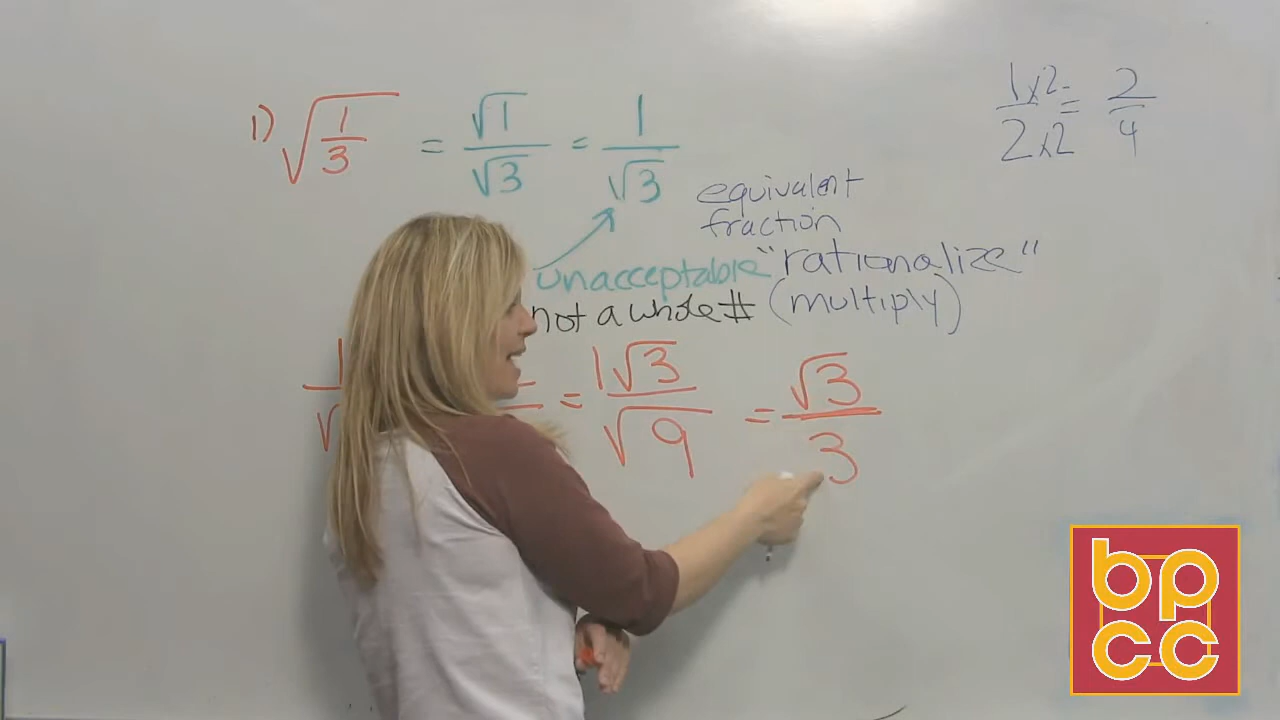 1) √(1/3) = √1/√3 = 1/√3
1x2/2x2 = 2/4
equivalent
fraction
unacceptable "rationalize"
not a whole # (multiply)
= 1√3/√9 = √3/3
bp
cc